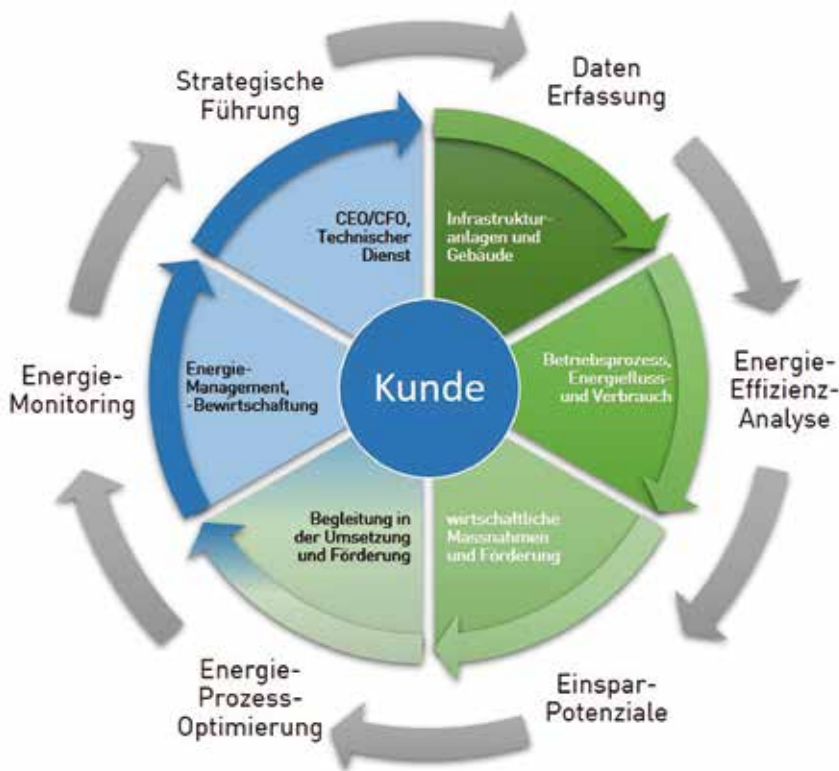 Strategische
Führung
Daten
Erfassung
CEO/CFO,
Technischer
Dienst
Infrastruktur-
anlagen und
Gebäude
Energie-
Monitoring
Energie-
Management,
-Bewirtschaftung
Kunde
Betriebsprozess,
Energiefluss-
und Verbrauch
Energie-
Effizienz-
Analyse
Begleitung in
der Umsetzung
und Förderung
wirtschaftliche
Massnahmen
und Förderung
Energie-
Prozess-
Optimierung
Einspar-
Potenziale